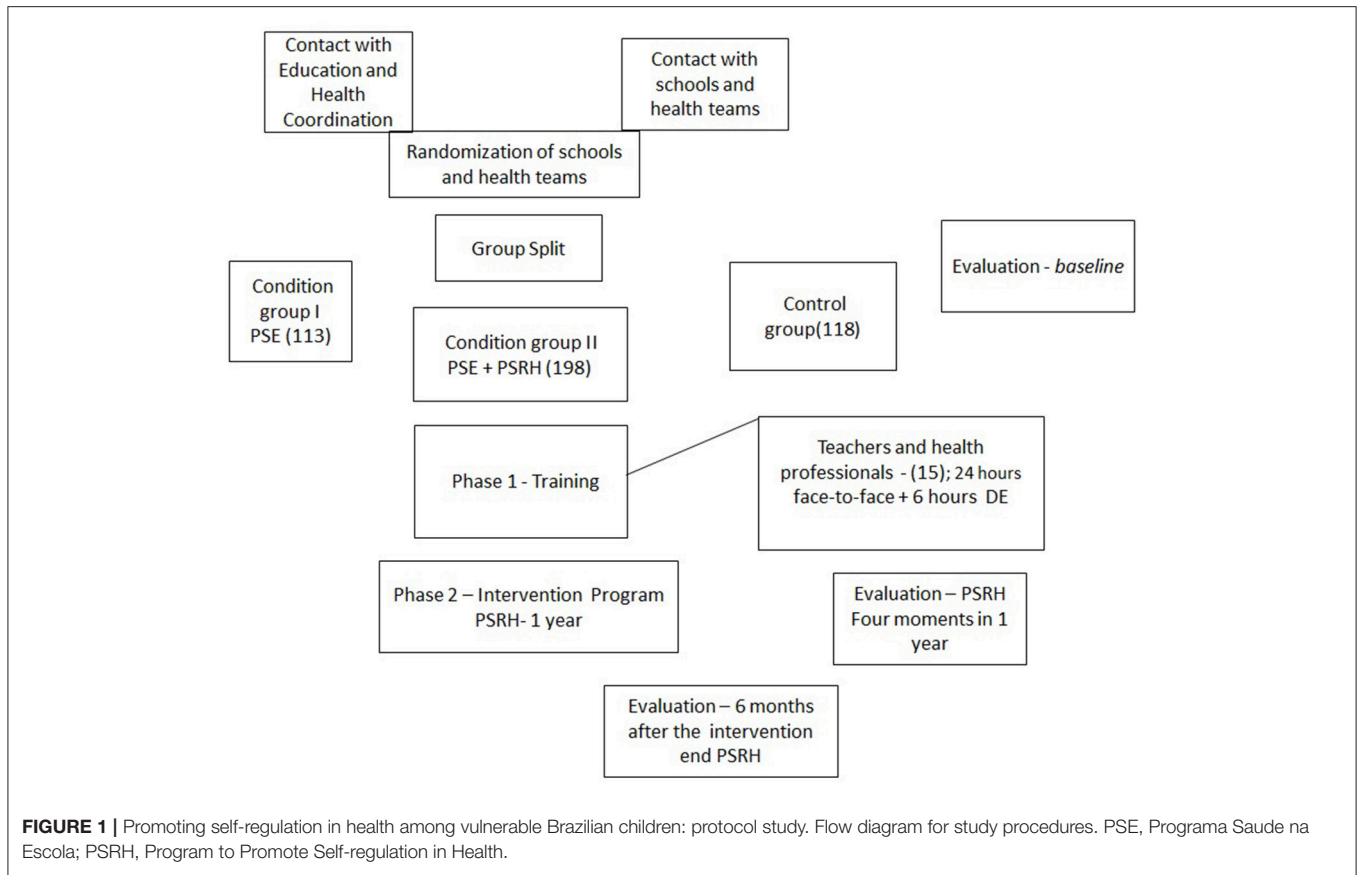 Contact with
Education and
Health
Coordination
Contact with
schools and
health teams
Randomization of schools
and health teams
Group Split
Evaluation - baseline
Condition
group I
PSE (113)
Control
group(118)
Condition group II
PSE + PSRH (198)
Phase 1 - Training
Teachers and health
professionals - (15); 24 hours
face-to-face + 6 hours DE
Phase 2 – Intervention Program
PSRH- 1 year
Evaluation – PSRH
Four moments in 1
year
Evaluation – 6 months
after the intervention
end PSRH
FIGURE 1 | Promoting self-regulation in health among vulnerable Brazilian children: protocol study. Flow diagram for study procedures. PSE, Programa Saude na
Escola; PSRH, Program to Promote Self-regulation in Health.